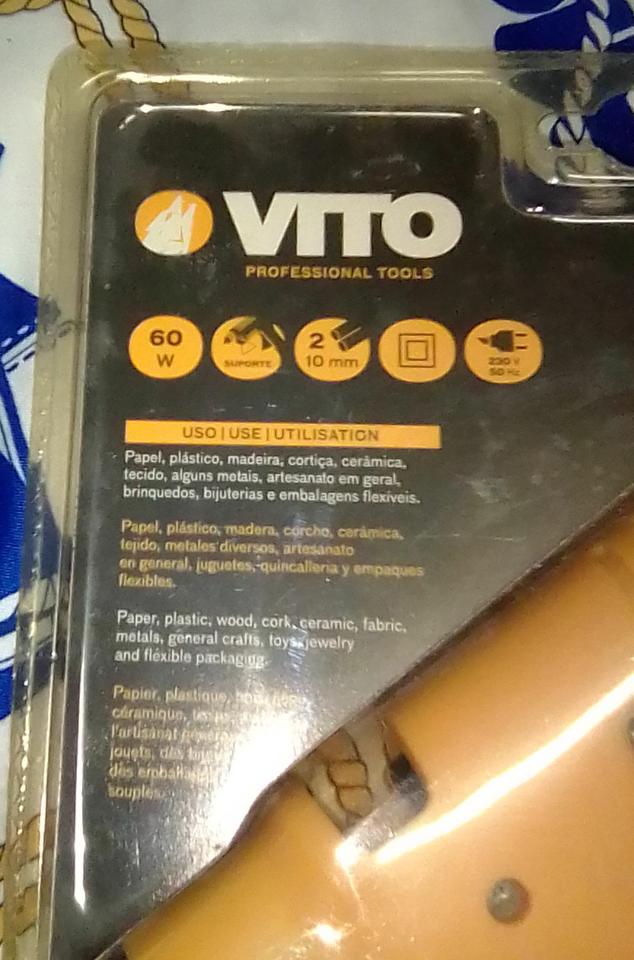 VITO
PROFESSIONAL TOOLS
60
W
SUPORTE
2
10 mm
230 V
50 Hz
USO | USE | UTILISATION
Papel, plástico, madeira, cortiça, cerâmica,
tecido, alguns metais, artesanato em geral,
brinquedos, bijuterias e embalagens flexíveis.
Papel, plástico, madera, corcho, cerámica,
tejido, metales diversos, artesanato
en general, juguetes, quincalleria y empaques
flexibles.
Paper, plastic, wood, cork, ceramic, fabric,
metals, general crafts, toys, jewelry
and flexible packaging.
Papier, plastique,
céramique,
l'artisanat
jouets, des
des
souples.